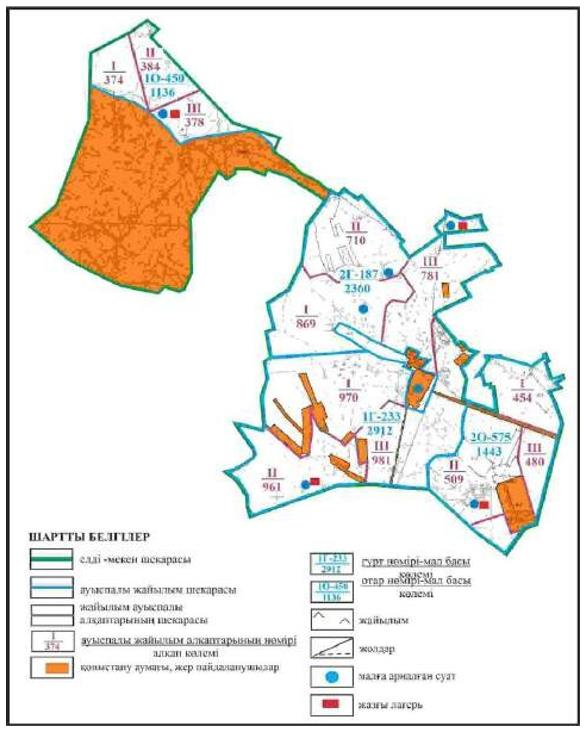 I
374
II
384
1О-450
1136
III
378
II
710
III
781
2Г-187
2360
I
869
I
970
I
454
1Г-233
2912
2О-575
1443
III
981
III
480
II
961
II
509
ШАРТТЫ БЕЛГІЛЕР
елді -мекен шекарасы
ауыспалы жайылым шекарасы
жайылым ауыспалы
алқаптарының шекарасы
I
374
ауыспалы жайылым алқаптарының нөмірі
алқап көлемі
қоныстану аумағы, жер пайдаланушылар
1Г-233
2912
гурт нөмірі-мал басы
көлемі
1О-450
1136
отар нөмірі-мал басы
көлемі
жайылым
жолдар
малға арналған суат
жазғы лагерь